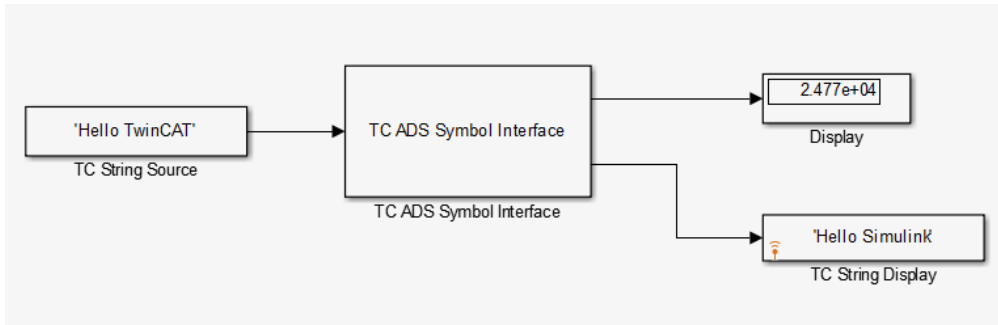 'Hello TwinCAT'
TC String Source
TC ADS Symbol Interface
TC ADS Symbol Interface
2.477e+04
Display
'Hello Simulink'
TC String Display